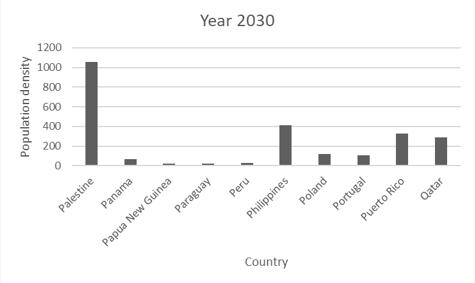 Year 2030
Population density
1200
1000
800
600
400
200
0
Palestine
Panama
Papua New Guinea
Paraguay
Peru
Philippines
Poland
Portugal
Puerto Rico
Qatar
Country